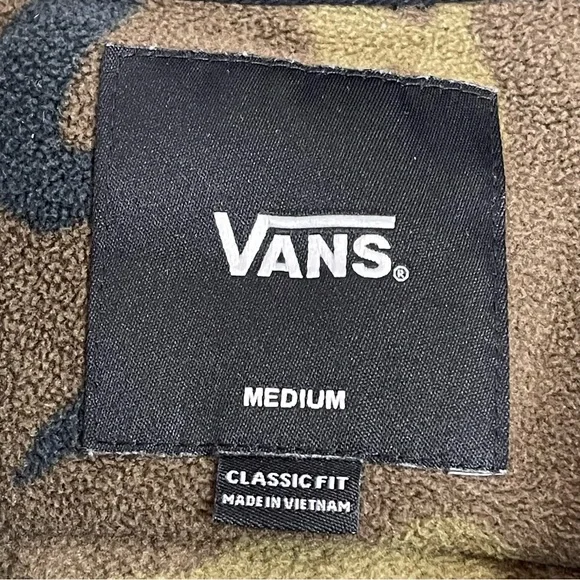 VANS®
MEDIUM
CLASSIC FIT
MADE IN VIETNAM